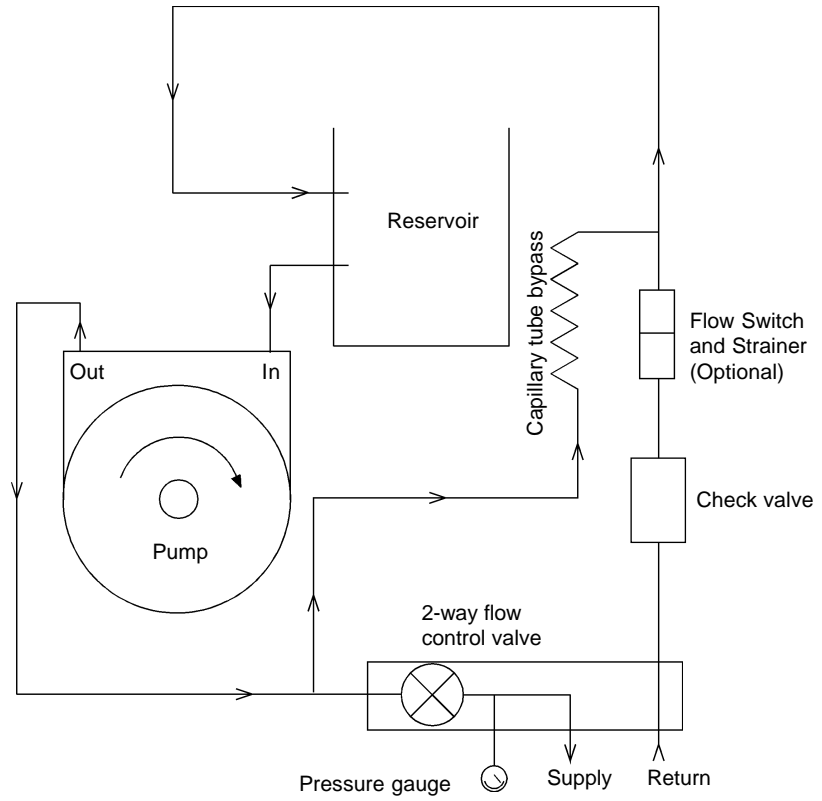 Reservoir
Capillary tube bypass
Flow Switch
and Strainer
(Optional)
Out
In
Check valve
Pump
2-way flow
control valve
Pressure gauge
Supply
Return